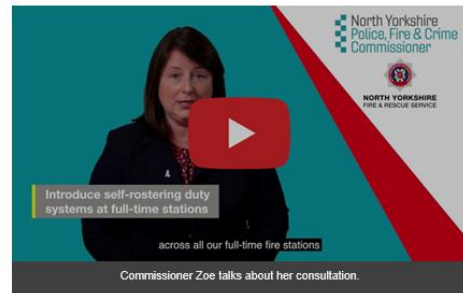 North Yorkshire
Police, Fire & Crime
Commissioner
NORTH YORKSHIRE
FIRE & RESCUE SERVICE
Introduce self-rostering duty
systems at full-time stations
across all our full-time fire stations
Commissioner Zoe talks about her consultation.